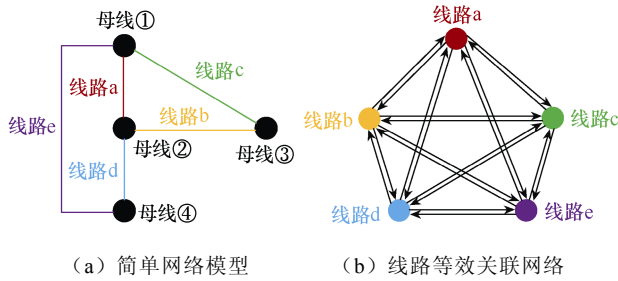 母线①
线路c
线路a
线路b
线路e
母线②
母线③
线路d
母线④
（a）简单网络模型
线路a
线路b
线路c
线路d
线路e
（b）线路等效关联网络